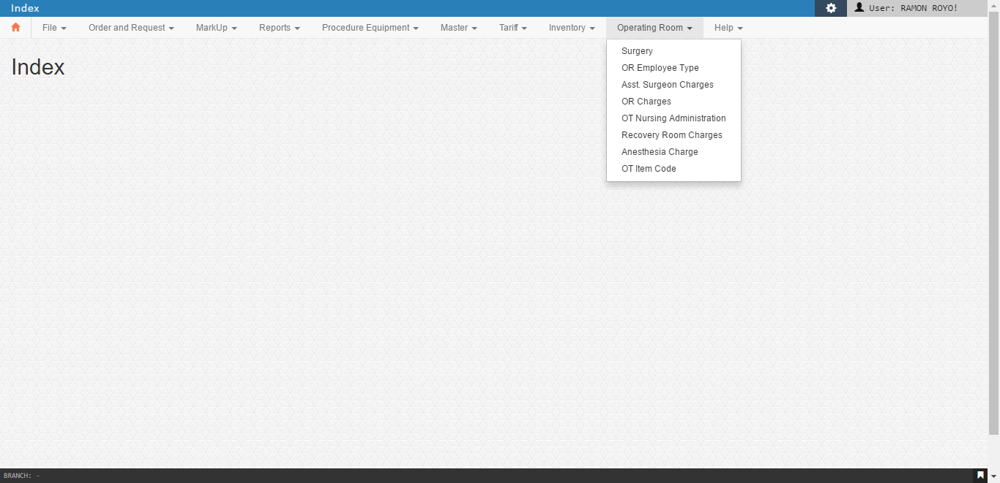 Index
User: RAMON ROYO!
File Order and Request MarkUp Reports Procedure Equipment Master Tariff Inventory Operating Room Help
Index
Surgery
OR Employee Type
Asst. Surgeon Charges
OR Charges
OT Nursing Administration
Recovery Room Charges
Anesthesia Charge
OT Item Code
BRANCH: -